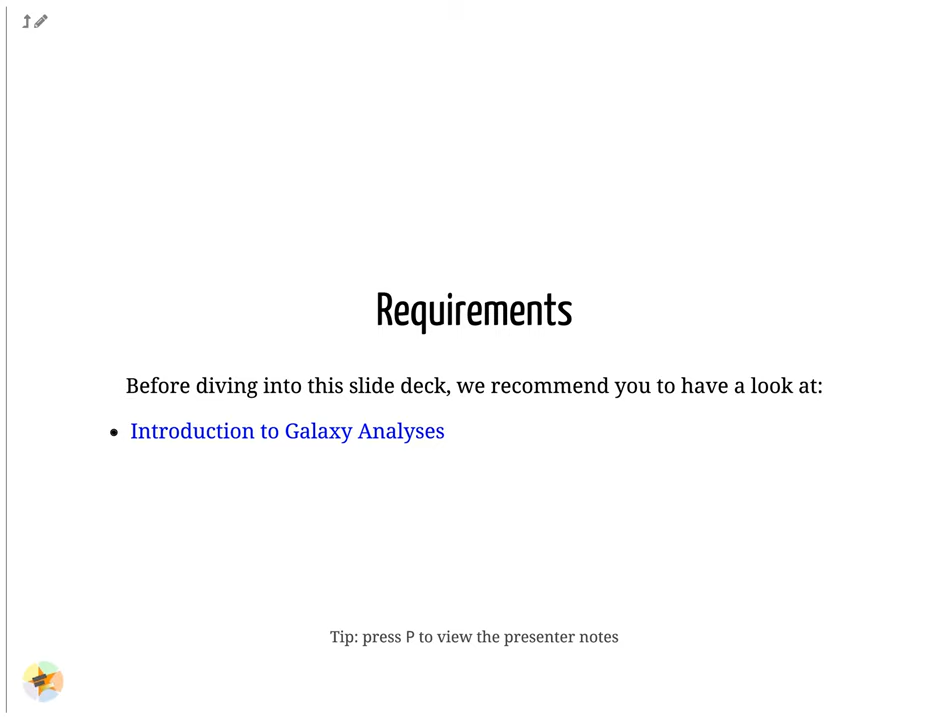 Requirements
Before diving into this slide deck, we recommend you to have a look at:
Introduction to Galaxy Analyses
Tip: press P to view the presenter notes